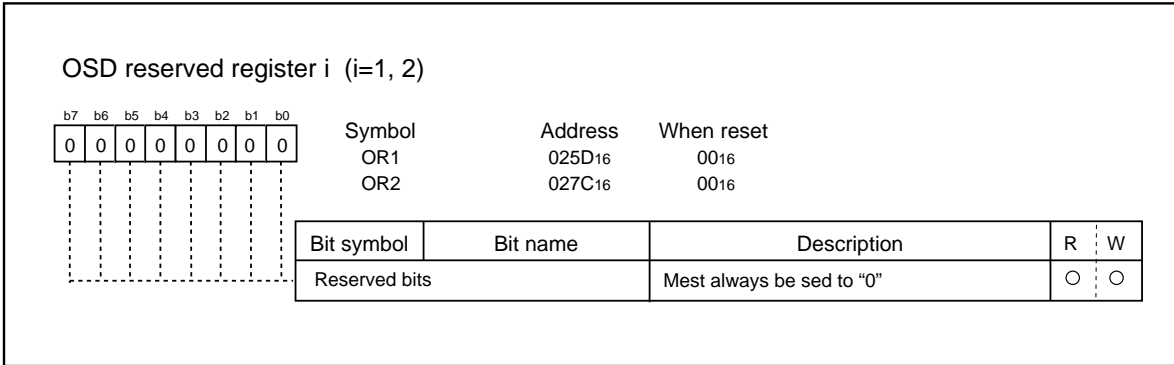 OSD reserved register i (i=1, 2)
b7 b6 b5 b4 b3 b2 b1 b0
0 0 0 0 0 0 0 0
Symbol Address When reset
OR1 025D16 0016
OR2 027C16 0016
Bit symbol Bit name Description R W
Reserved bits Mest always be sed to “0” ○ ○